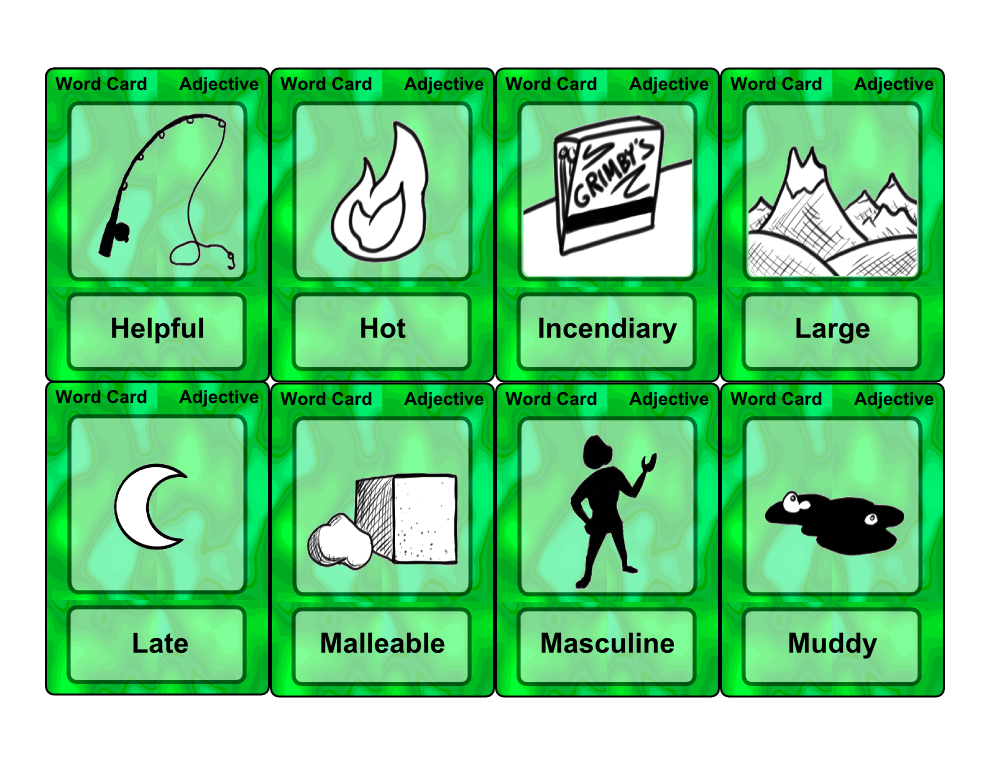 Word Card Adjective
Helpful
Word Card Adjective
Hot
Word Card Adjective
GRIMBY'S
Incendiary
Word Card Adjective
Large
Word Card Adjective
Late
Word Card Adjective
Malleable
Word Card Adjective
Masculine
Word Card Adjective
Muddy